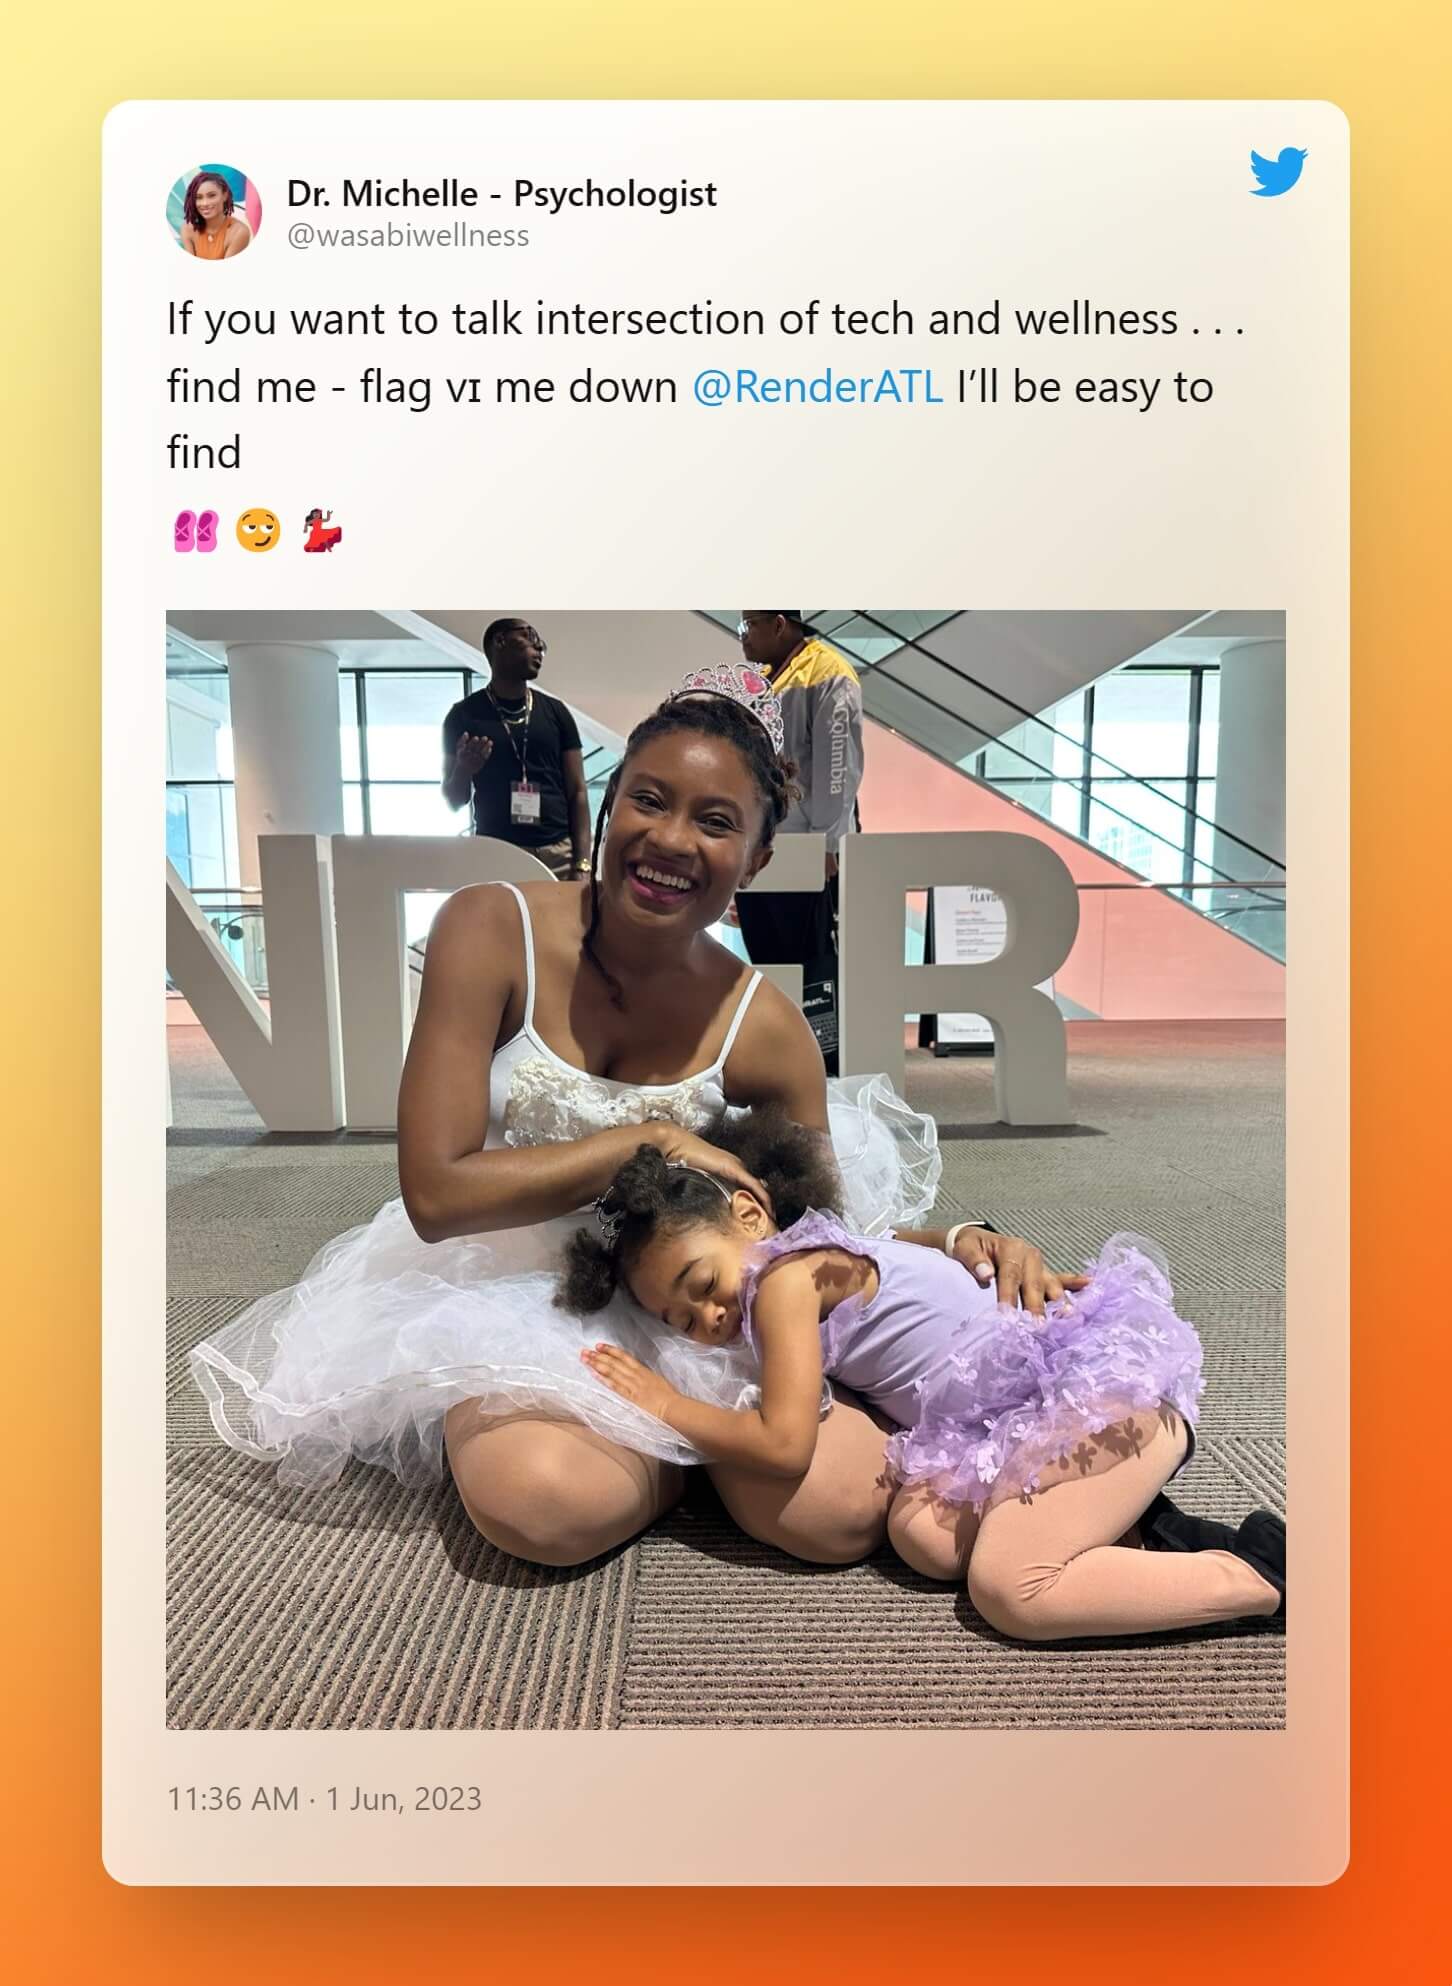 Dr. Michelle - Psychologist
@wasabiwellness
If you want to talk intersection of tech and wellness . . .
find me - flag vɪ me down @RenderATL I’ll be easy to
find
Columbia
NDER
FLAVO
11:36 AM · 1 Jun, 2023